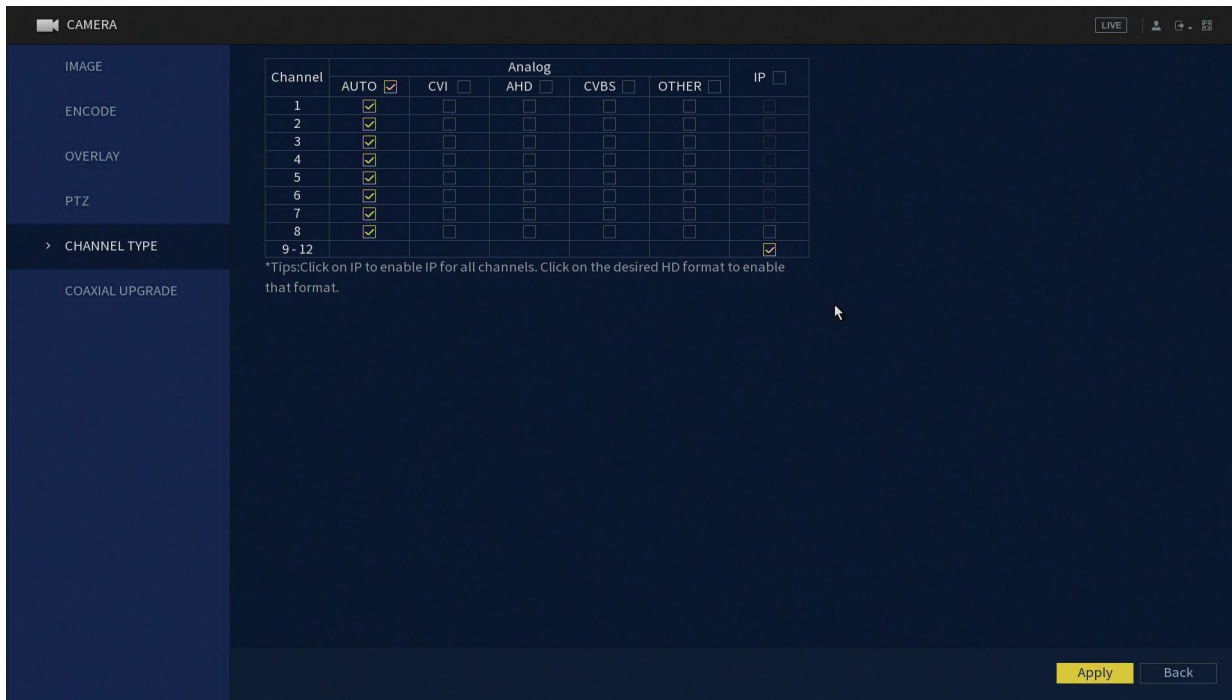 CAMERA
LIVE
IMAGE
ENCODE
OVERLAY
PTZ
CHANNEL TYPE
COAXIAL UPGRADE
Channel Analog IP
AUTO CVI AHD CVBS OTHER
1
2
3
4
5
6
7
8
9 - 12
*Tips:Click on IP to enable IP for all channels. Click on the desired HD format to enable
that format.
Apply Back